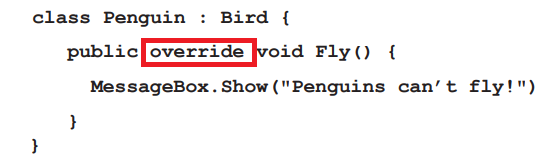 class Penguin : Bird {
public override void Fly() {
MessageBox.Show("Penguins can’t fly!")
}
}